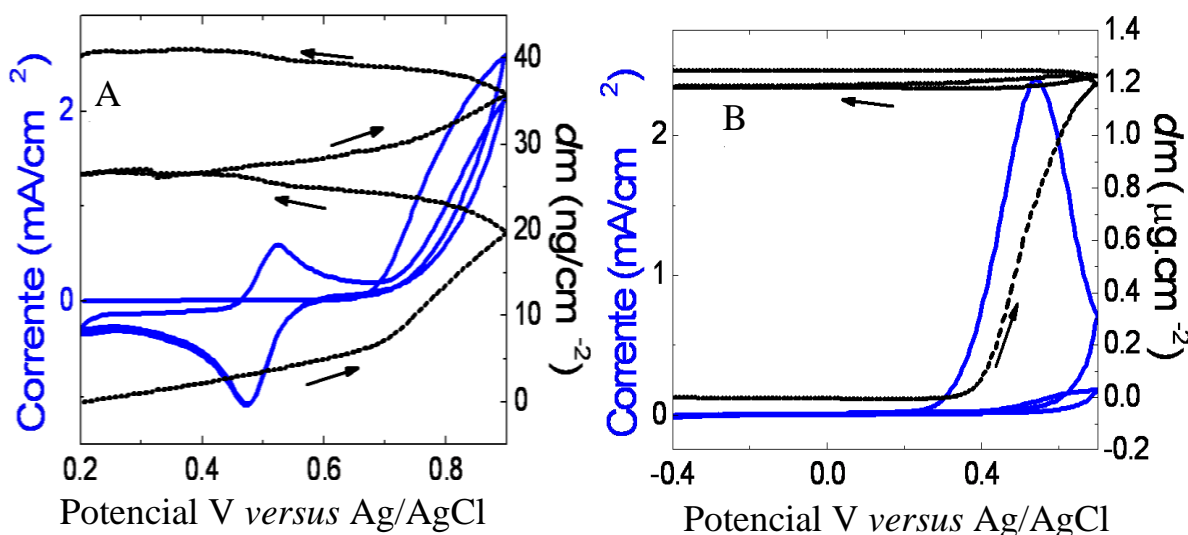 A
Corrente (mA/cm ²)
2
0
0.2 0.4 0.6 0.8
Potencial V versus Ag/AgCl
40
30
20
10
0
dm (ng/cm⁻²)
B
Corrente (mA/cm ²)
2
1
0
-0.4 0.0 0.4
Potencial V versus Ag/AgCl
1.4
1.2
1.0
0.8
0.6
0.4
0.2
0.0
-0.2
dm (µg.cm⁻²)